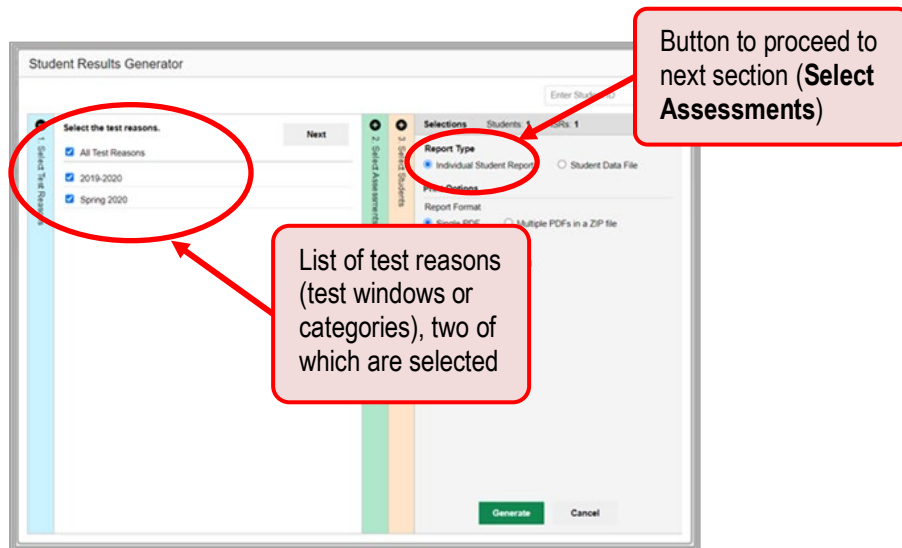 Button to proceed to
next section (Select
Assessments)
Student Results Generator
Enter Student ID
1. Select Test Reasons
Select the test reasons.
Next
All Test Reasons
2019-2020
Spring 2020
2. Select Assessments
3. Select Students
Selections Students: 1 ISRs: 1
Report Type
Individual Student Report
Student Data File
Print Options
Report Format
Single PDF
Multiple PDFs in a ZIP file
List of test reasons
(test windows or
categories), two of
which are selected
Generate
Cancel